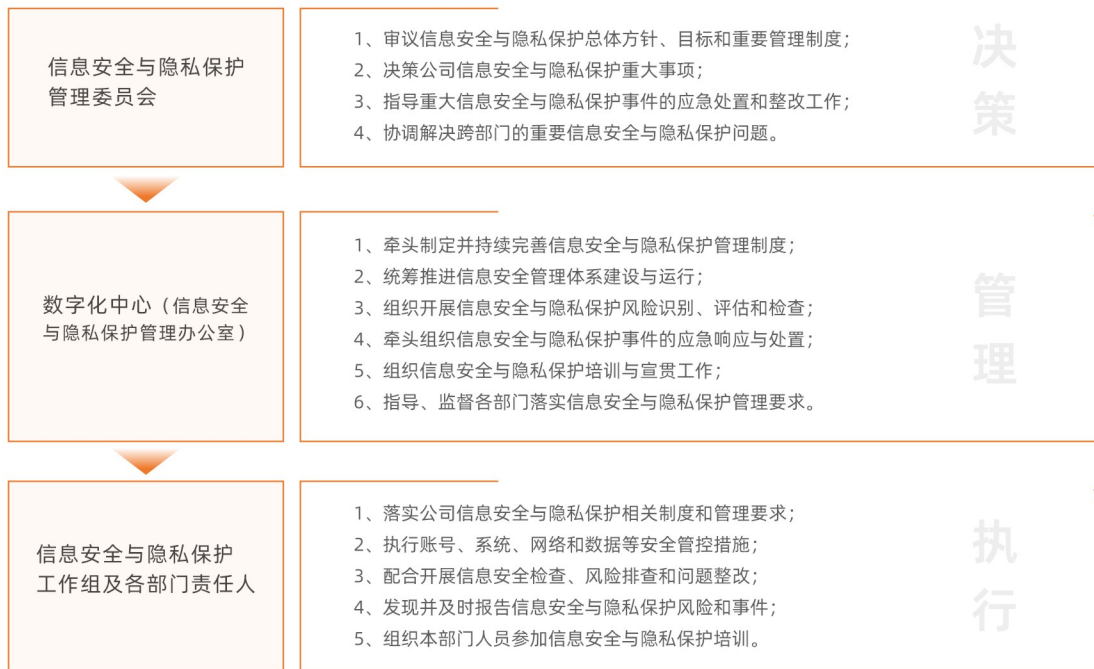 信息安全与隐私保护
管理委员会
1、审议信息安全与隐私保护总体方针、目标和重要管理制度；
2、决策公司信息安全与隐私保护重大事项；
3、指导重大信息安全与隐私保护事件的应急处置和整改工作；
4、协调解决跨部门的重要信息安全与隐私保护问题。
决
策
数字化中心（信息安全
与隐私保护管理办公室）
1、牵头制定并持续完善信息安全与隐私保护管理制度；
2、统筹推进信息安全管理体系建设与运行；
3、组织开展信息安全与隐私保护风险识别、评估和检查；
4、牵头组织信息安全与隐私保护事件的应急响应与处置；
5、组织信息安全与隐私保护培训与宣贯工作；
6、指导、监督各部门落实信息安全与隐私保护管理要求。
管
理
信息安全与隐私保护
工作组及各部门责任人
1、落实公司信息安全与隐私保护相关制度和管理要求；
2、执行账号、系统、网络和数据等安全管控措施；
3、配合开展信息安全检查、风险排查和问题整改；
4、发现并及时报告信息安全与隐私保护风险和事件；
5、组织本部门人员参加信息安全与隐私保护培训。
执
行